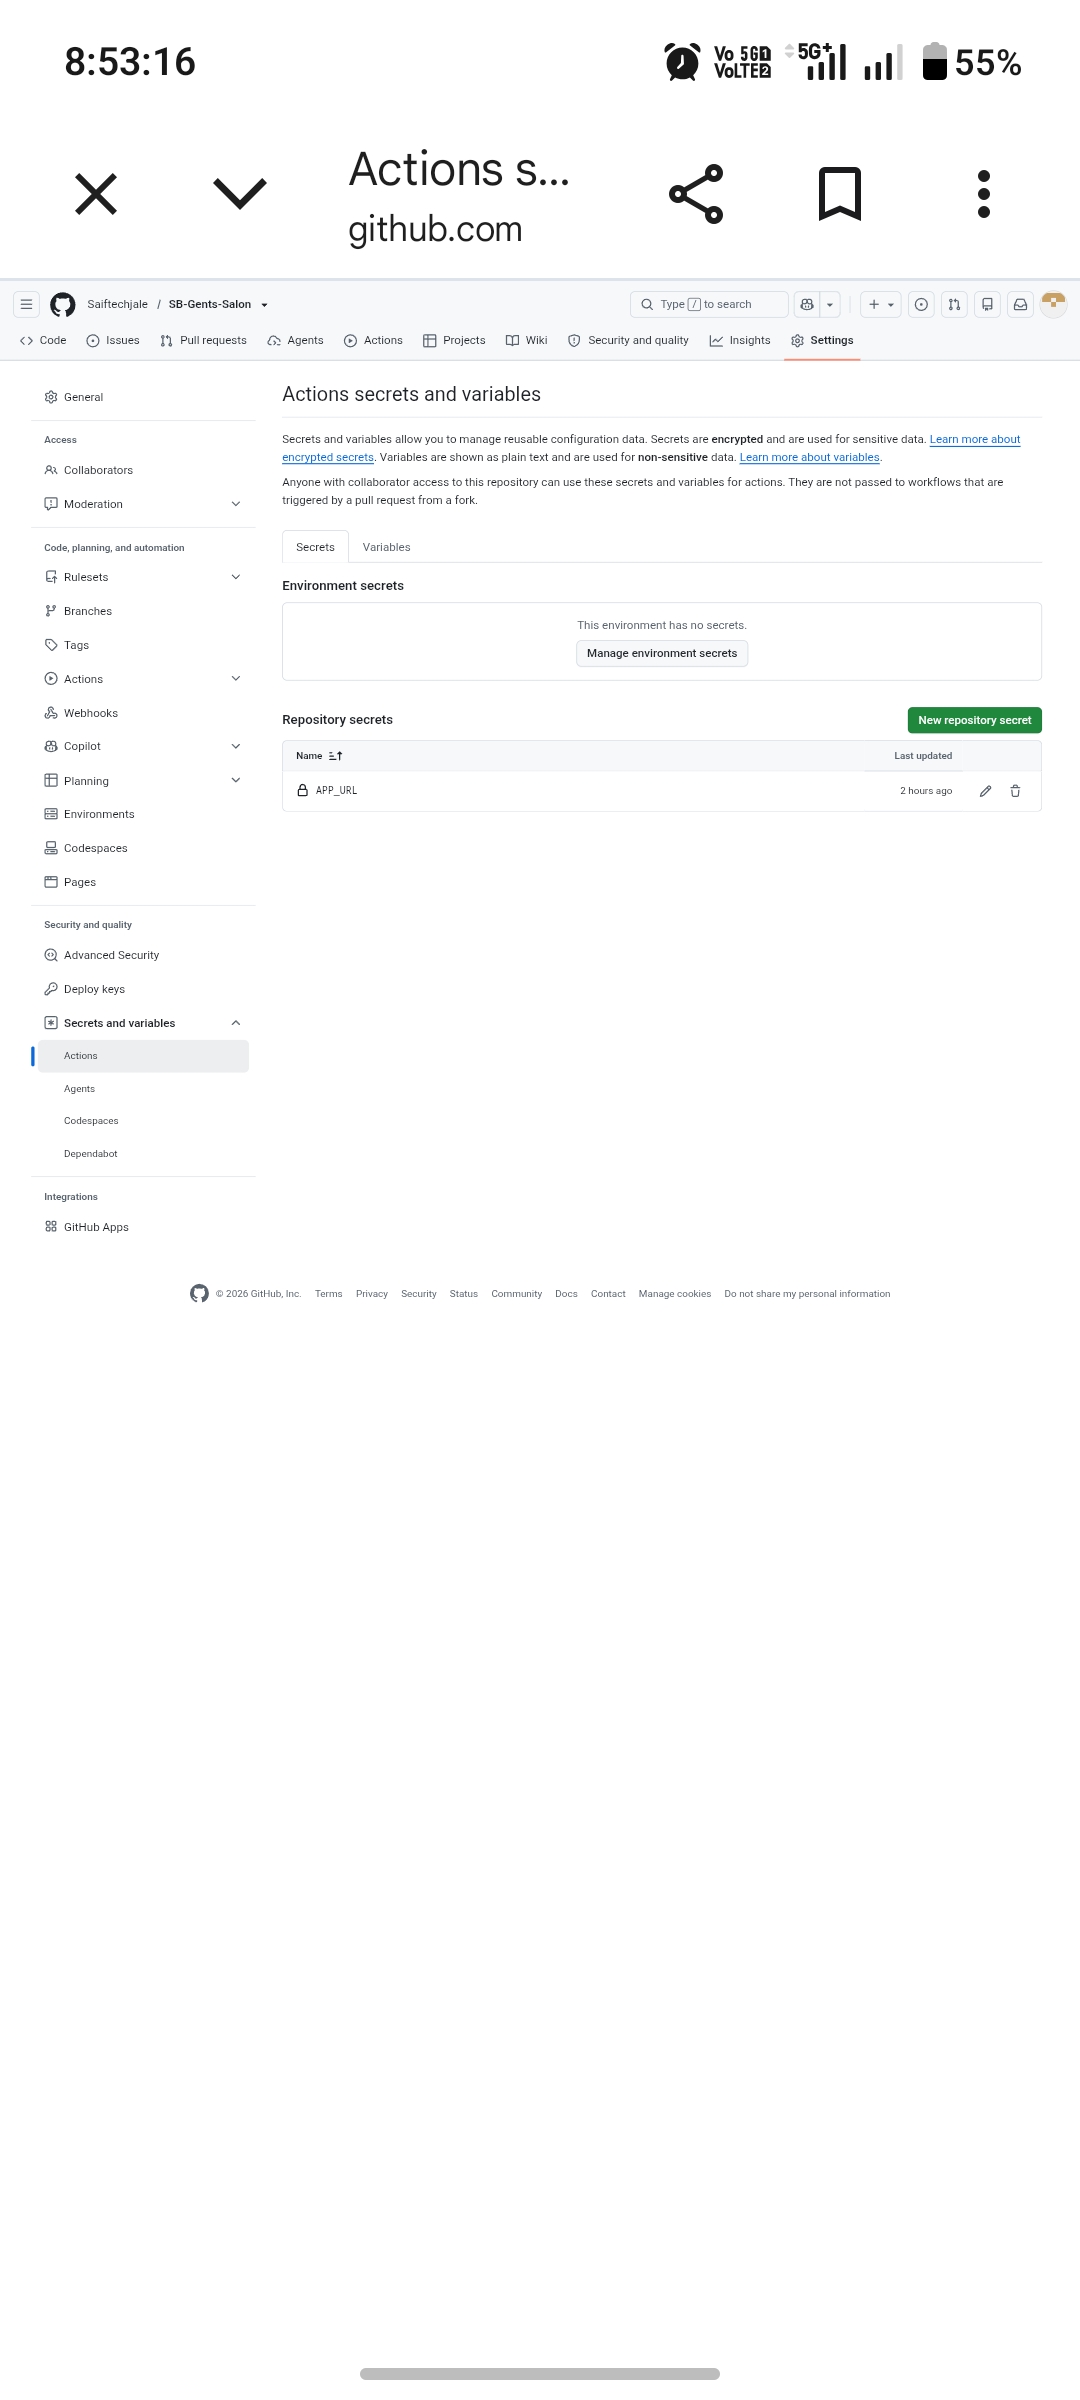 8:53:16
Vo 5G 1
VoLTE 2
5G+
55%
Actions s...
github.com
Saiftechjale / SB-Gents-Salon
Type / to search
Code
Issues
Pull requests
Agents
Actions
Projects
Wiki
Security and quality
Insights
Settings
General
Access
Collaborators
Moderation
Code, planning, and automation
Rulesets
Branches
Tags
Actions
Webhooks
Copilot
Planning
Environments
Codespaces
Pages
Security and quality
Advanced Security
Deploy keys
Secrets and variables
Actions
Agents
Codespaces
Dependabot
Integrations
GitHub Apps
Actions secrets and variables
Secrets and variables allow you to manage reusable configuration data. Secrets are encrypted and are used for sensitive data. Learn more about
encrypted secrets. Variables are shown as plain text and are used for non-sensitive data. Learn more about variables.
Anyone with collaborator access to this repository can use these secrets and variables for actions. They are not passed to workflows that are
triggered by a pull request from a fork.
Secrets
Variables
Environment secrets
This environment has no secrets.
Manage environment secrets
Repository secrets
New repository secret
Name
Last updated
APP_URL
2 hours ago
© 2026 GitHub, Inc.
Terms
Privacy
Security
Status
Community
Docs
Contact
Manage cookies
Do not share my personal information